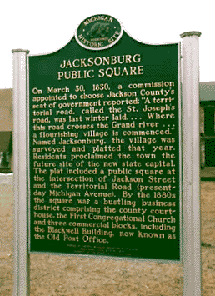 MICHIGAN
HISTORIC SITE
JACKSONBURG
PUBLIC SQUARE
On March 30, 1830, a commission
appointed to choose Jackson County's
seat of government reported: "A terri-
torial road, called the St. Joseph's
road, was last winter laid. . . . Where
this road crosses the Grand river . . .
a flourishing village is commenced."
Named Jacksonburg, the village was
surveyed and platted that year.
Residents proclaimed the town the
future site of the new state capital.
The plat included a public square at
the intersection of Jackson Street
and the Territorial Road (present-
day Michigan Avenue). By the 1880s
the square was a bustling business
district comprising the county court-
house, the First Congregational Church
and three commercial blocks, including
the Blackwell Building, now known as
the Old Post Office.